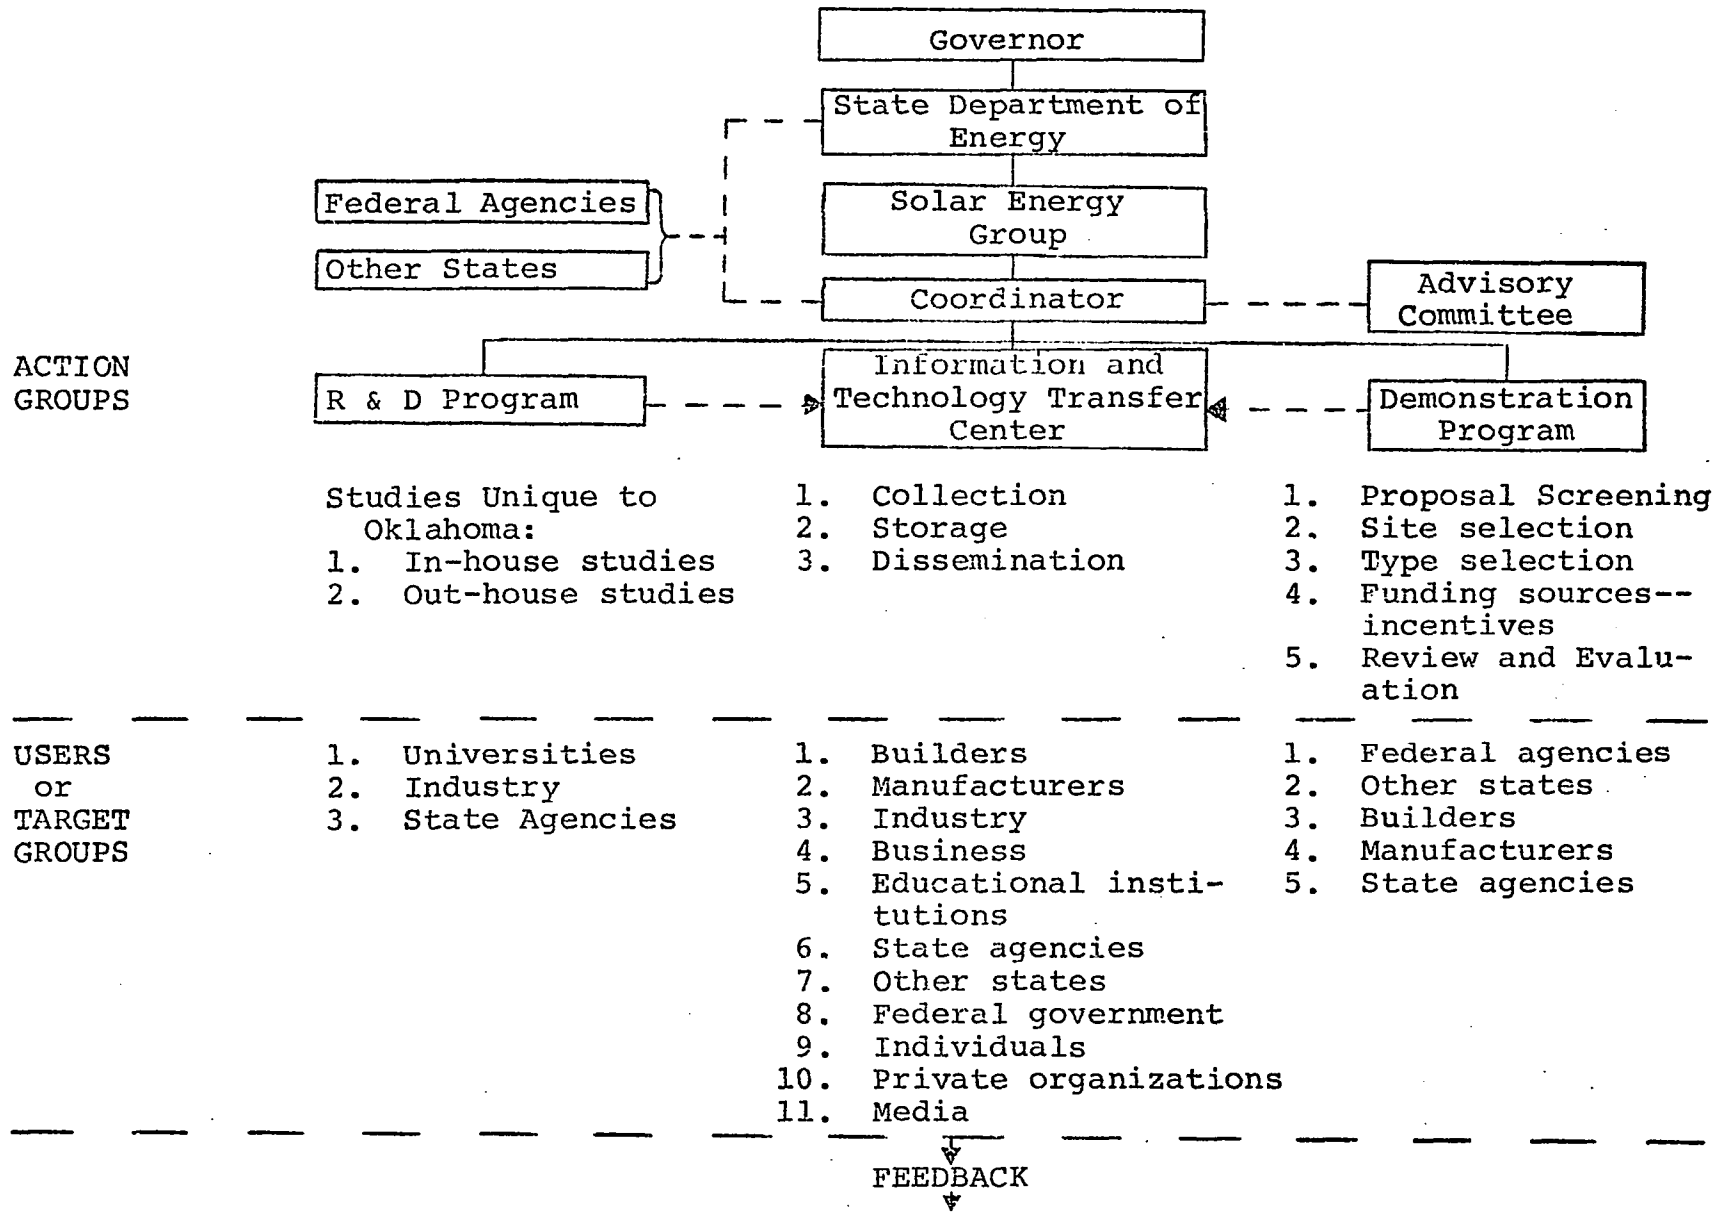 Governor
State Department of
Energy
Federal Agencies
Other States
Solar Energy
Group
Coordinator
Advisory
Committee
ACTION
GROUPS
R & D Program
Information and
Technology Transfer
Center
Demonstration
Program
Studies Unique to
Oklahoma:
1. In-house studies
2. Out-house studies
1. Collection
2. Storage
3. Dissemination
1. Proposal Screening
2. Site selection
3. Type selection
4. Funding sources--
incentives
5. Review and Evalu-
ation
USERS
or
TARGET
GROUPS
1. Universities
2. Industry
3. State Agencies
1. Builders
2. Manufacturers
3. Industry
4. Business
5. Educational insti-
tutions
6. State agencies
7. Other states
8. Federal government
9. Individuals
10. Private organizations
11. Media
1. Federal agencies
2. Other states
3. Builders
4. Manufacturers
5. State agencies
FEEDBACK